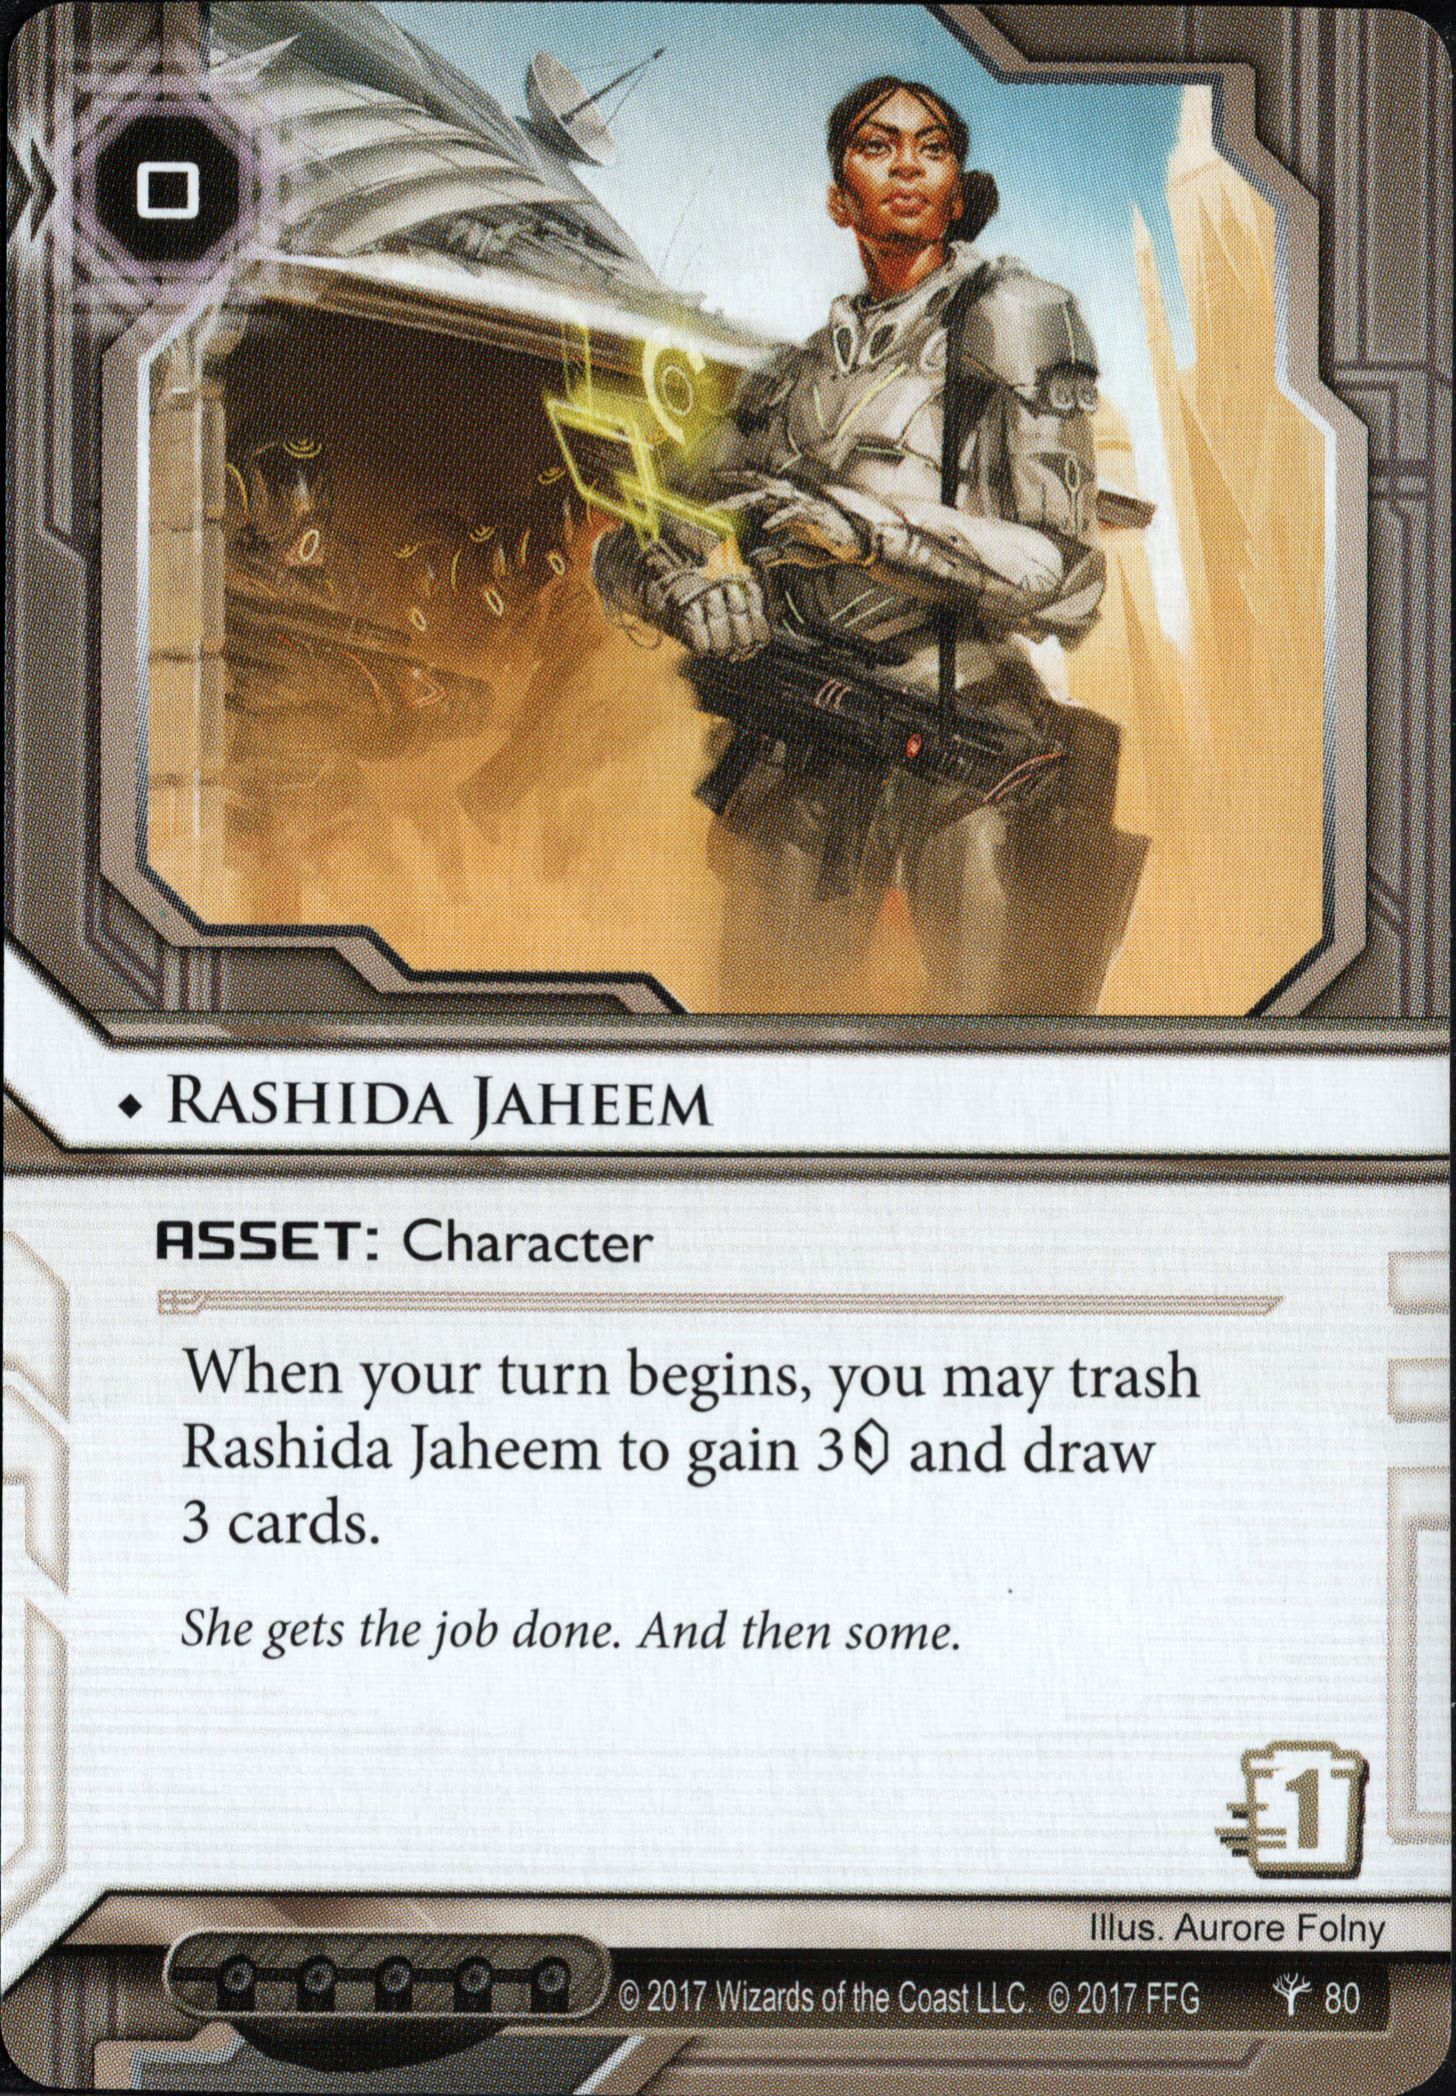 ◆ RASHIDA JAHEEM
ASSET: Character
When your turn begins, you may trash
Rashida Jaheem to gain 3 and draw
3 cards.
She gets the job done. And then some.
1
Illus. Aurore Folny
© 2017 Wizards of the Coast LLC. © 2017 FFG 80